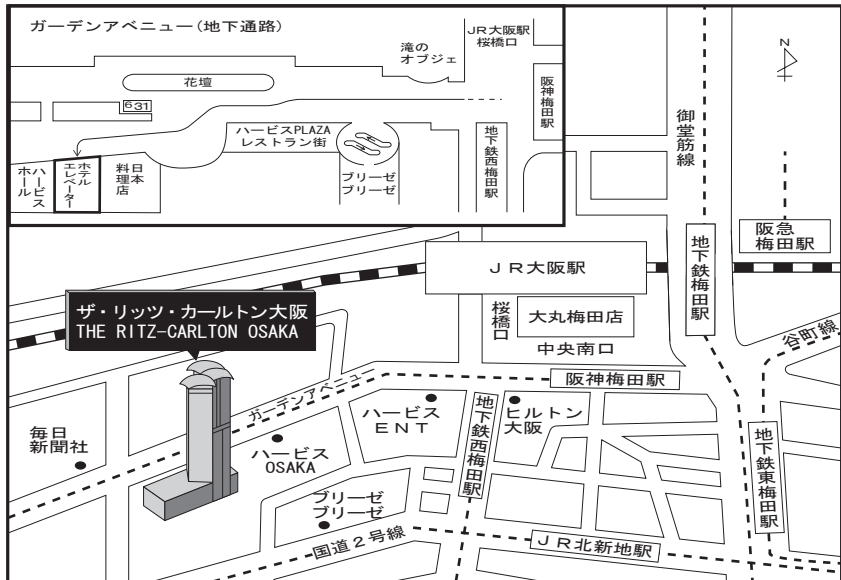 ガーデンアベニュー(地下通路)
JR大阪駅
桜橋口
滝の
オブジェ
花壇
阪神梅田駅
631
ハービスPLAZA
レストラン街
地下鉄西梅田駅
ハービス
ホール
ホテル
エレベーター
日本
料理店
ブリーゼ
ブリーゼ
N
御堂筋線
阪急
梅田駅
地下鉄梅田駅
JR大阪駅
ザ・リッツ・カールトン大阪
THE RITZ-CARLTON OSAKA
桜橋口
大丸梅田店
中央南口
谷町線
阪神梅田駅
ガーデンアベニュー
毎日
新聞社
ハービス
ENT
地下鉄西梅田駅
ヒルトン
大阪
地下鉄東梅田駅
ハービス
OSAKA
ブリーゼ
ブリーゼ
国道2号線
JR北新地駅